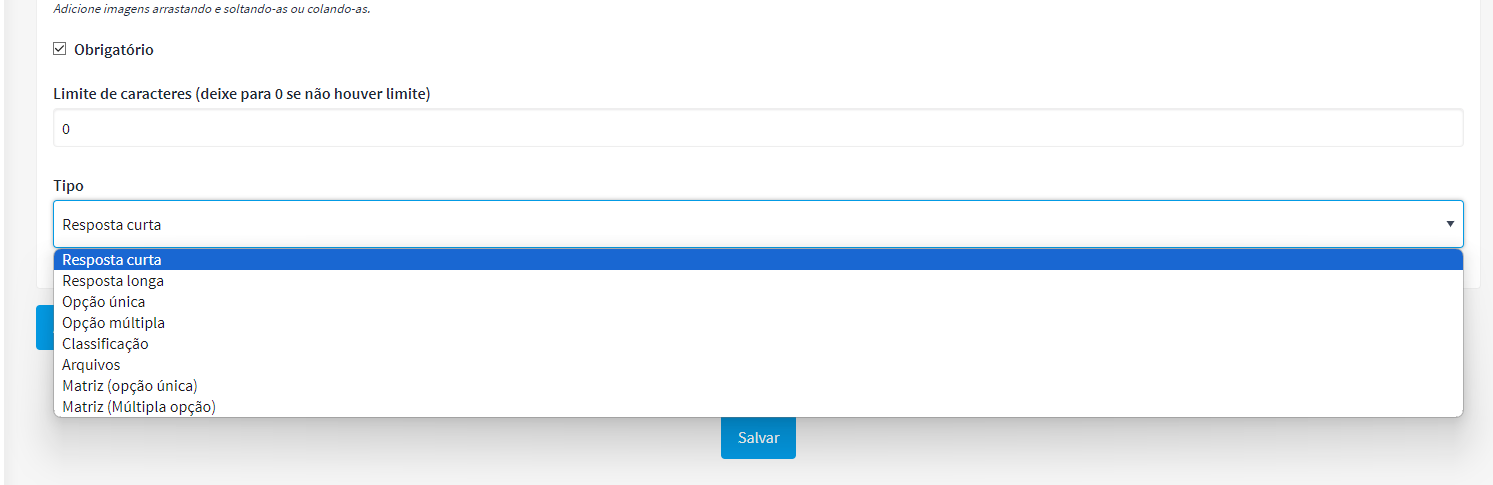 Adicione imagens arrastando e soltando-as ou colando-as.
Obrigatório
Limite de caracteres (deixe para 0 se não houver limite)
0
Tipo
Resposta curta
Resposta curta
Resposta longa
Opção única
Opção múltipla
Classificação
Arquivos
Matriz (opção única)
Matriz (Múltipla opção)
Salvar